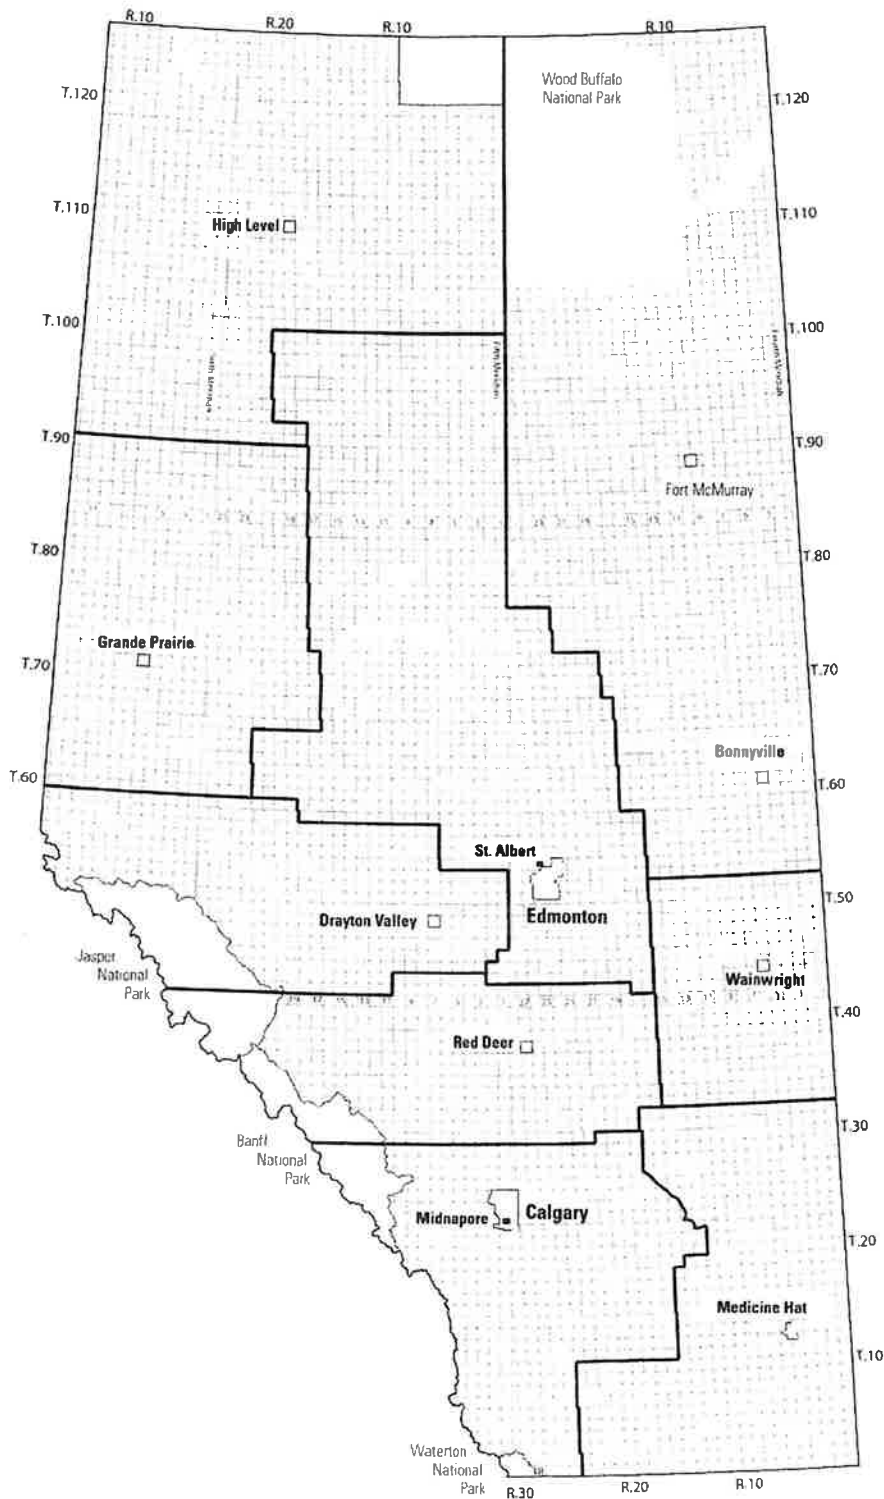 R.10
R.20
R.10
R.10
Wood Buffalo
National Park
T.120
T.120
T.110
T.110
High Level
T.100
T.100
T.90
T.90
Fort McMurray
T.80
T.80
Grande Prairie
T.70
T.70
Bonnyville
T.60
T.60
St. Albert
Edmonton
T.50
Drayton Valley
Jasper
National
Park
Wainwright
T.40
Red Deer
T.30
Banff
National
Park
Midnapore
Calgary
T.20
Medicine Hat
T.10
Waterton
National
Park
R.30
R.20
R.10